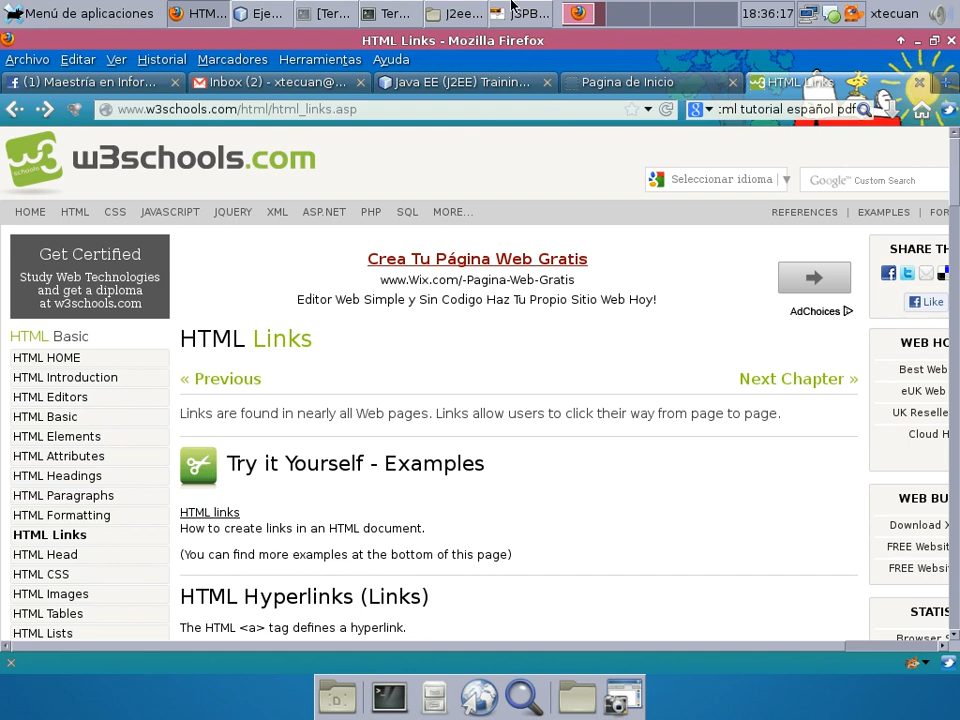 Menú de aplicaciones
HTM...
Eje...
[Ter...
Ter...
J2ee...
JSPB...
18:36:17
xtecuan
HTML Links - Mozilla Firefox
Archivo Editar Ver Historial Marcadores Herramientas Ayuda
(1) Maestría en Infor...
Inbox (2) - xtecuan@...
Java EE (J2EE) Trainin...
Pagina de Inicio
HTML Links
www.w3schools.com/html/html_links.asp
:ml tutorial español pdf
w3schools.com
Seleccionar idioma
Google™ Custom Search
HOME HTML CSS JAVASCRIPT JQUERY XML ASP.NET PHP SQL MORE...
REFERENCES | EXAMPLES | FOR
Get Certified
Study Web Technologies
and get a diploma
at w3schools.com
Crea Tu Página Web Gratis
www.Wix.com/-Pagina-Web-Gratis
Editor Web Simple y Sin Codigo Haz Tu Propio Sitio Web Hoy!
AdChoices
SHARE TH
Like
HTML Basic
HTML HOME
HTML Introduction
HTML Editors
HTML Basic
HTML Elements
HTML Attributes
HTML Headings
HTML Paragraphs
HTML Formatting
HTML Links
HTML Head
HTML CSS
HTML Images
HTML Tables
HTML Lists
HTML Links
« Previous
Next Chapter »
Links are found in nearly all Web pages. Links allow users to click their way from page to page.
Try it Yourself - Examples
HTML links
How to create links in an HTML document.
(You can find more examples at the bottom of this page)
HTML Hyperlinks (Links)
The HTML <a> tag defines a hyperlink.
WEB HO
Best Web
eUK Web
UK Reselle
Cloud H
WEB BU
Download X
FREE Websit
FREE Websi
STATIS
Browser S